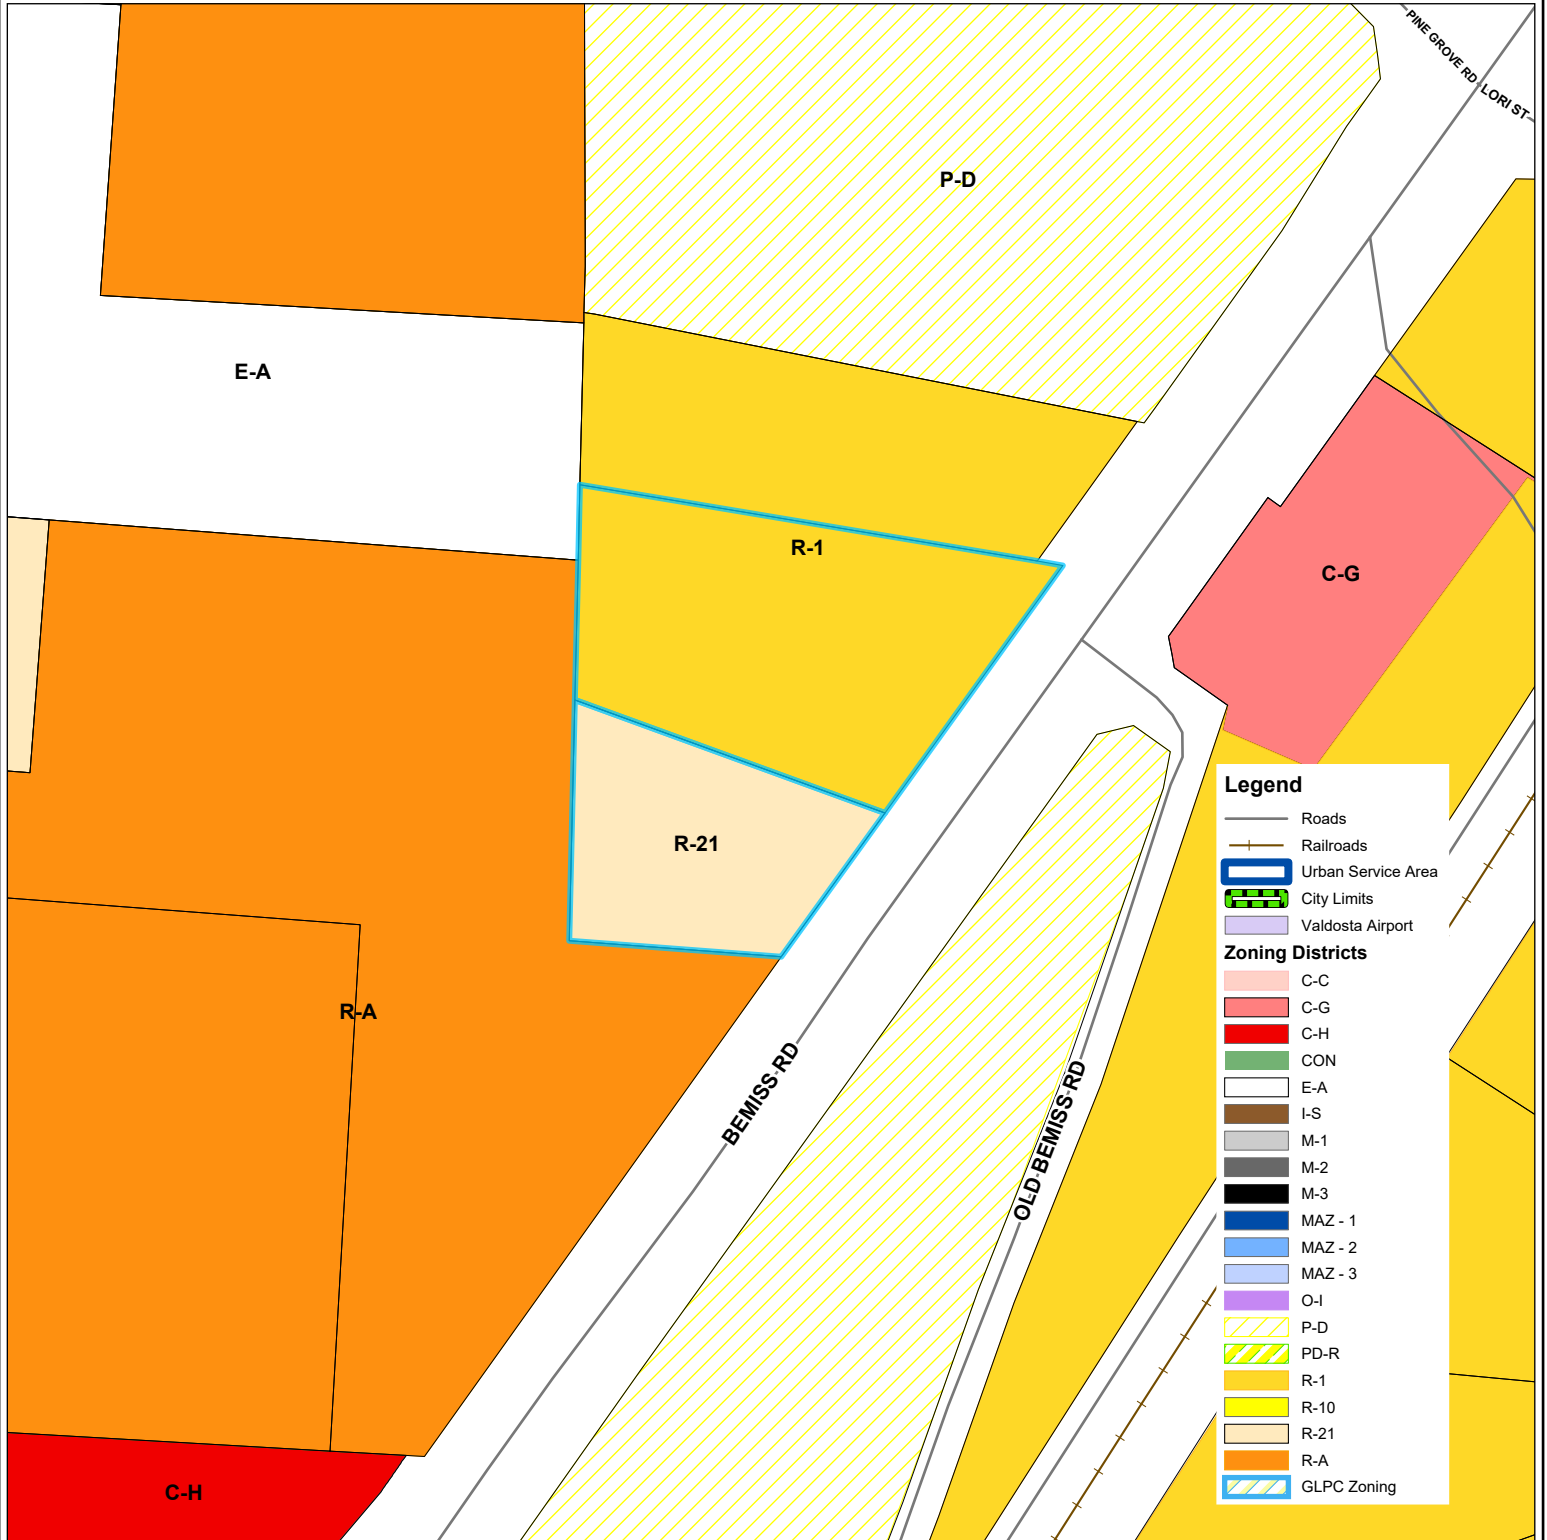 PINE GROVE RD
LORI ST
P-D
E-A
R-1
C-G
R-21
R-A
BEMISS RD
OLD BEMISS RD
C-H
Legend
Roads
Railroads
Urban Service Area
City Limits
Valdosta Airport
Zoning Districts
C-C
C-G
C-H
CON
E-A
I-S
M-1
M-2
M-3
MAZ - 1
MAZ - 2
MAZ - 3
O-I
P-D
PD-R
R-1
R-10
R-21
R-A
GLPC Zoning